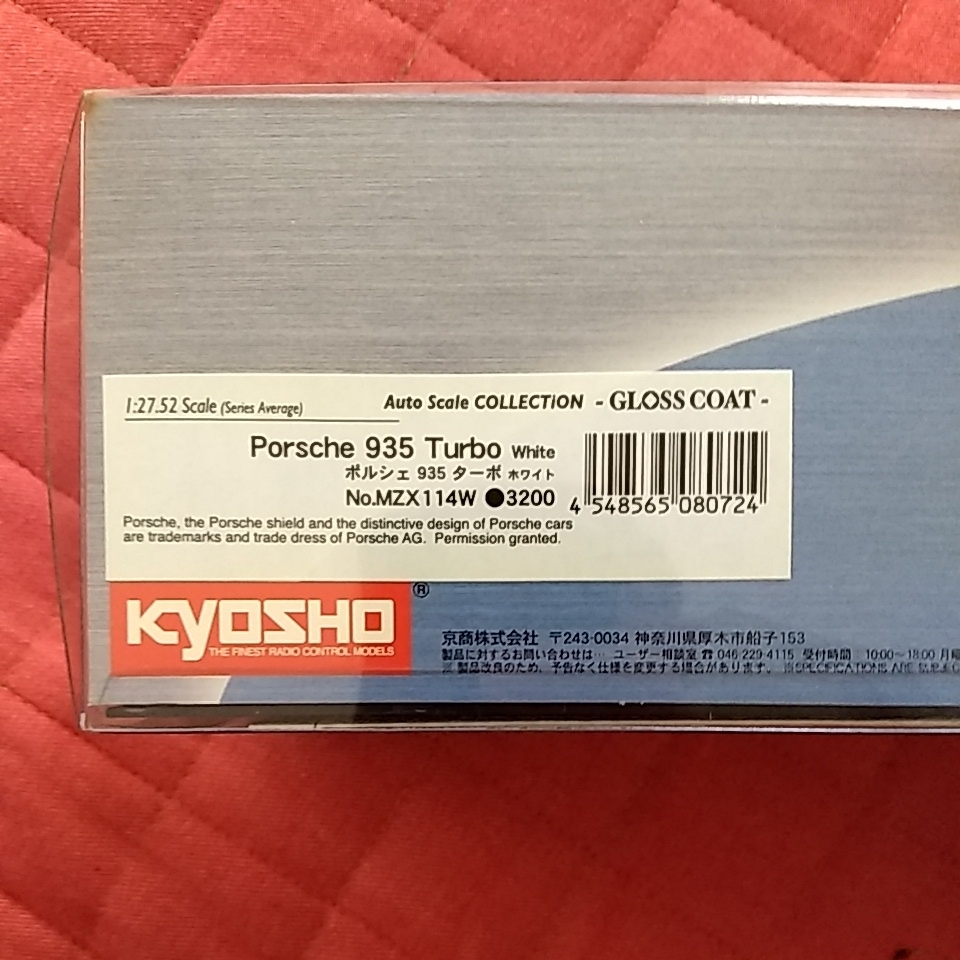 1:27.52 Scale (Series Average)
Auto Scale COLLECTION - GLOSS COAT -
Porsche 935 Turbo White
ポルシェ 935 ターボ ホワイト
No.MZX114W ●3200
4 548565 080724
Porsche, the Porsche shield and the distinctive design of Porsche cars
are trademarks and trade dress of Porsche AG. Permission granted.
KYOSHO ®
THE FINEST RADIO CONTROL MODELS
京商株式会社 〒243-0034 神奈川県厚木市船子153
製品に対するお問い合わせは… ユーザー相談室 ☎ 046-229-4115 受付時間 10:00〜18:00 月曜
※ 製品改良のため、予告なく仕様を変更する場合があります。 ※SPECIFICATIONS ARE